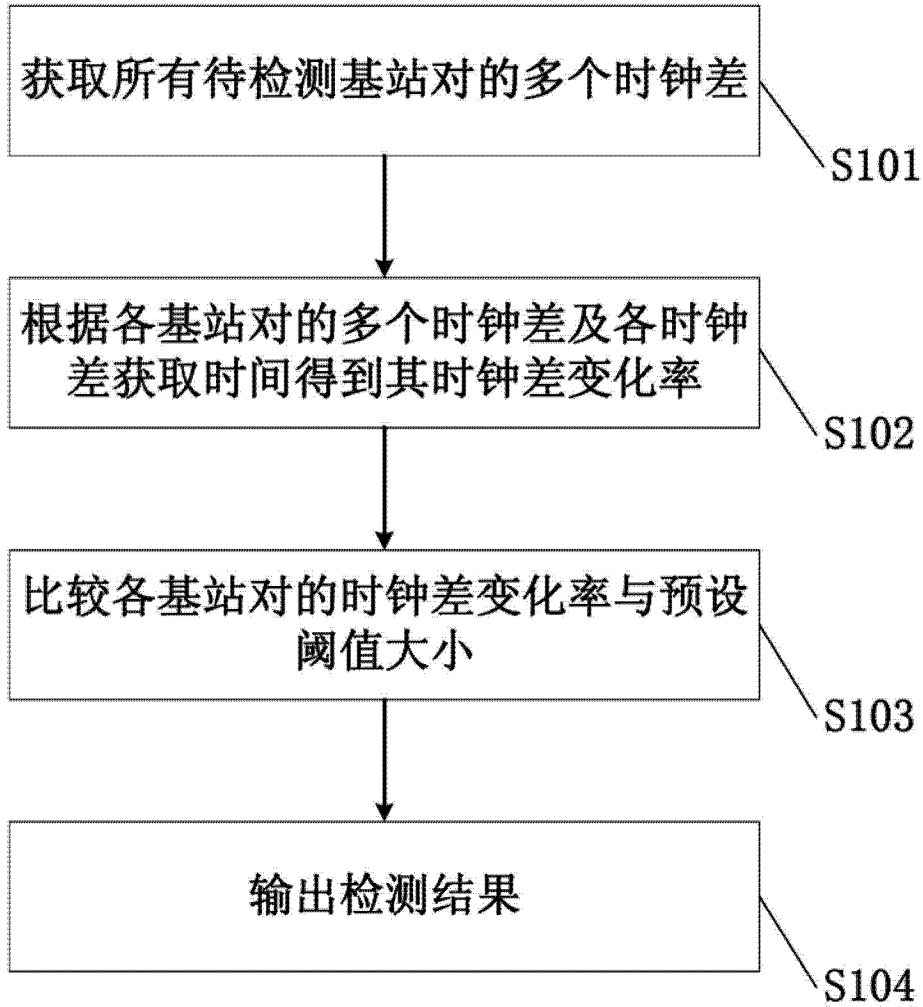 获取所有待检测基站对的多个时钟差
S101
根据各基站对的多个时钟差及各时钟
差获取时间得到其时钟差变化率
S102
比较各基站对的时钟差变化率与预设
阈值大小
S103
输出检测结果
S104